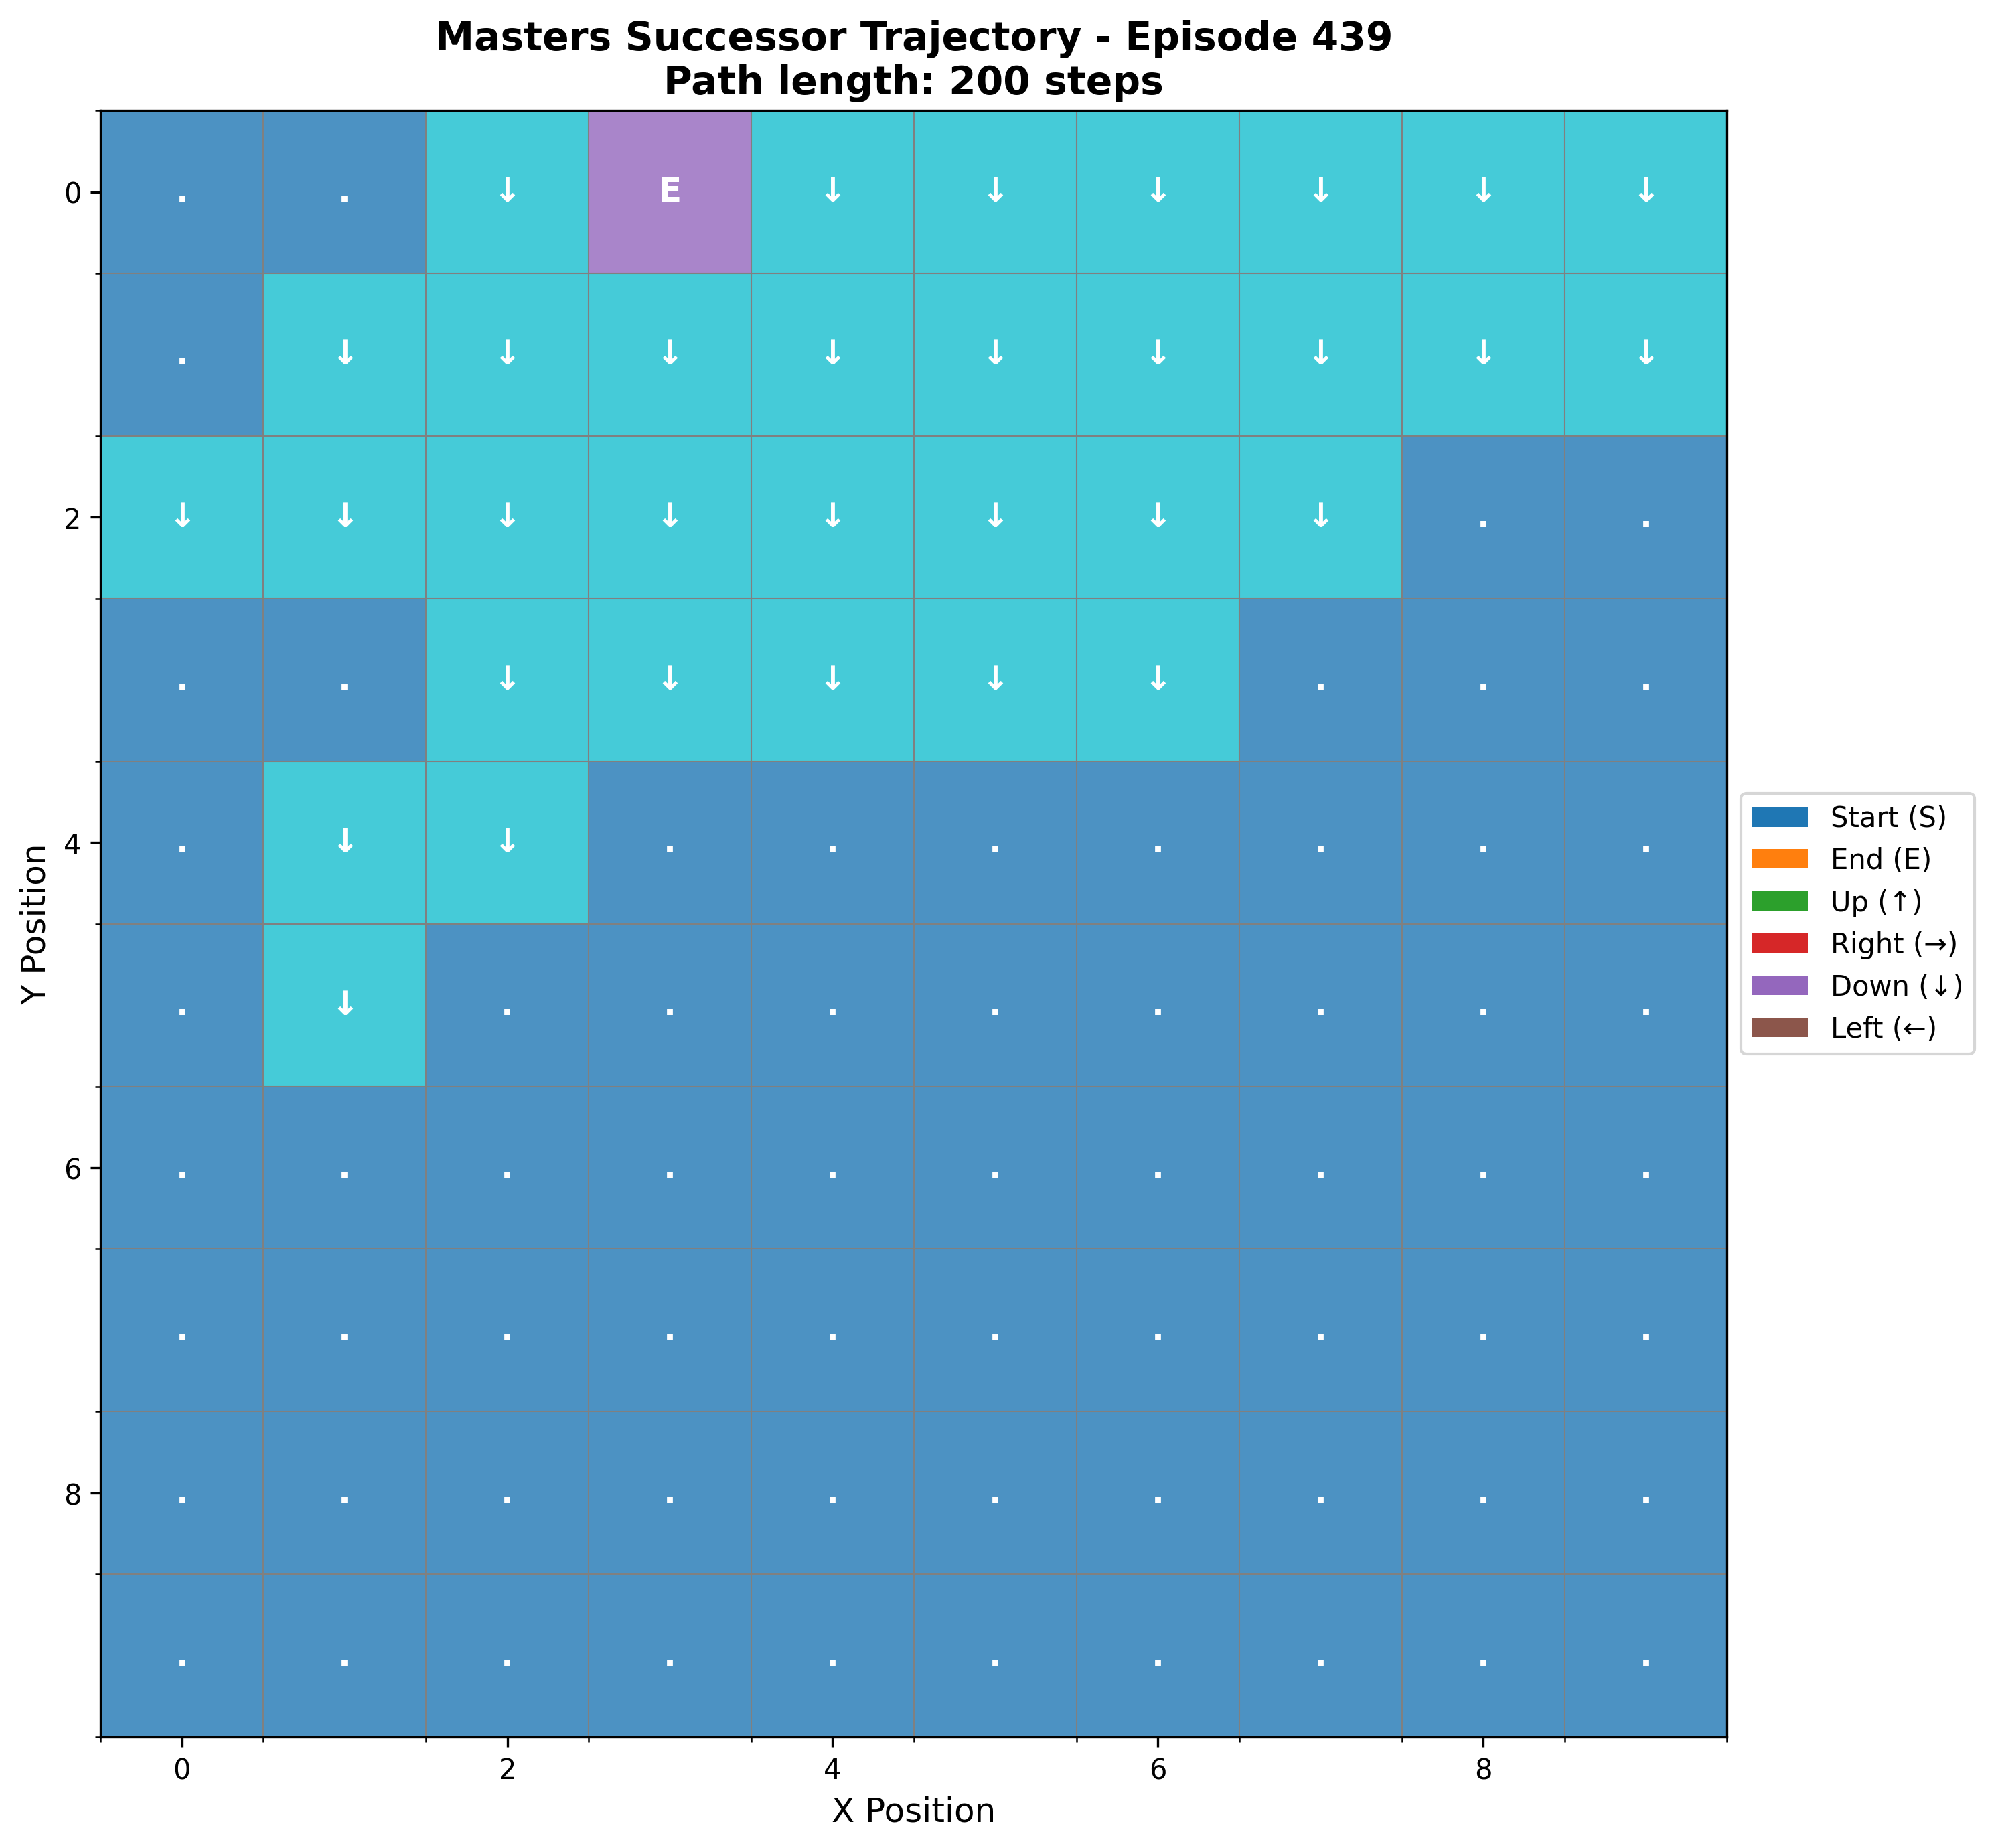 Masters Successor Trajectory - Episode 439
Path length: 200 steps
0 . . ↓ E ↓ ↓ ↓ ↓ ↓ ↓
. ↓ ↓ ↓ ↓ ↓ ↓ ↓ ↓ ↓
2 ↓ ↓ ↓ ↓ ↓ ↓ ↓ ↓ . .
. . ↓ ↓ ↓ ↓ ↓ . . .
4 . ↓ ↓ . . . . . . .
. ↓ . . . . . . . .
6 . . . . . . . . . .
. . . . . . . . . .
8 . . . . . . . . . .
. . . . . . . . . .
0 2 4 6 8
X Position
Y Position
Start (S)
End (E)
Up (↑)
Right (→)
Down (↓)
Left (←)